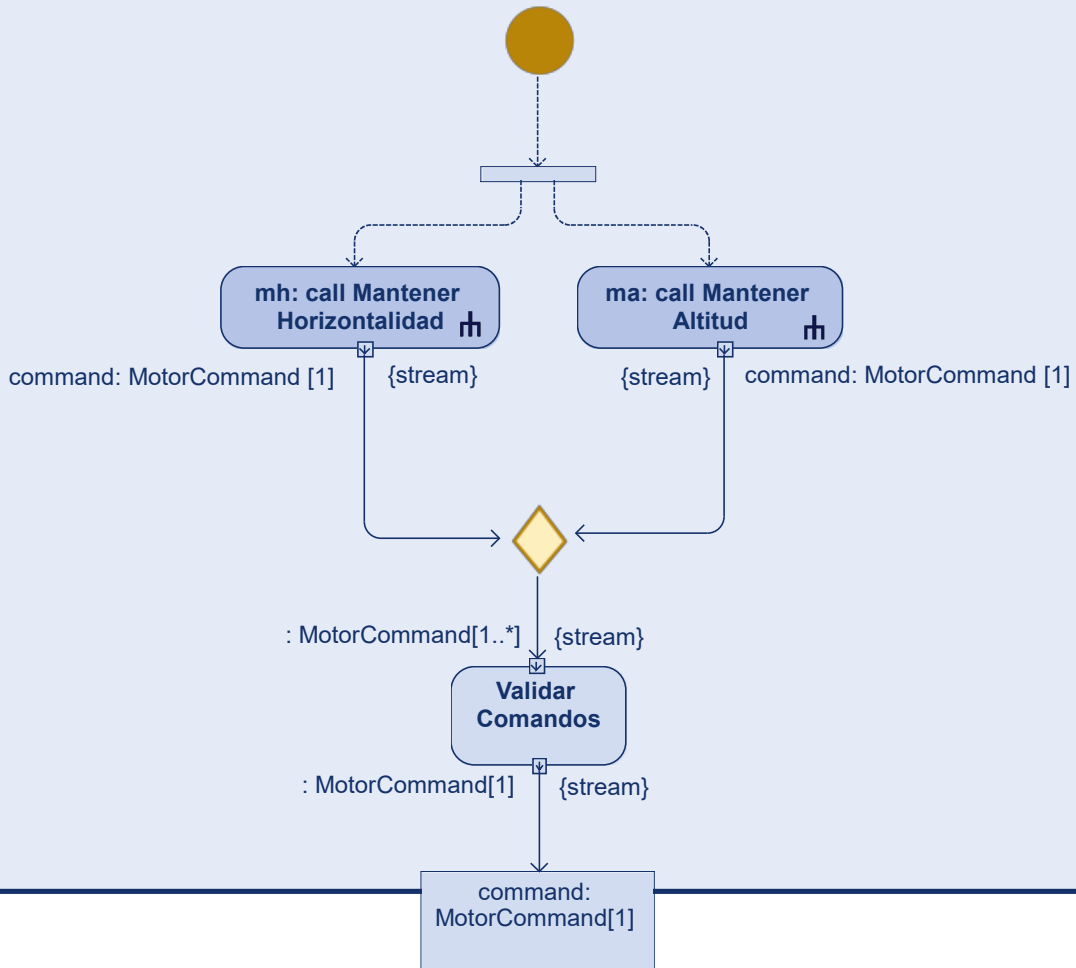 mh: call Mantener
Horizontalidad
ma: call Mantener
Altitud
command: MotorCommand [1]
{stream}
{stream}
command: MotorCommand [1]
: MotorCommand[1..*]
{stream}
Validar
Comandos
: MotorCommand[1]
{stream}
command:
MotorCommand[1]